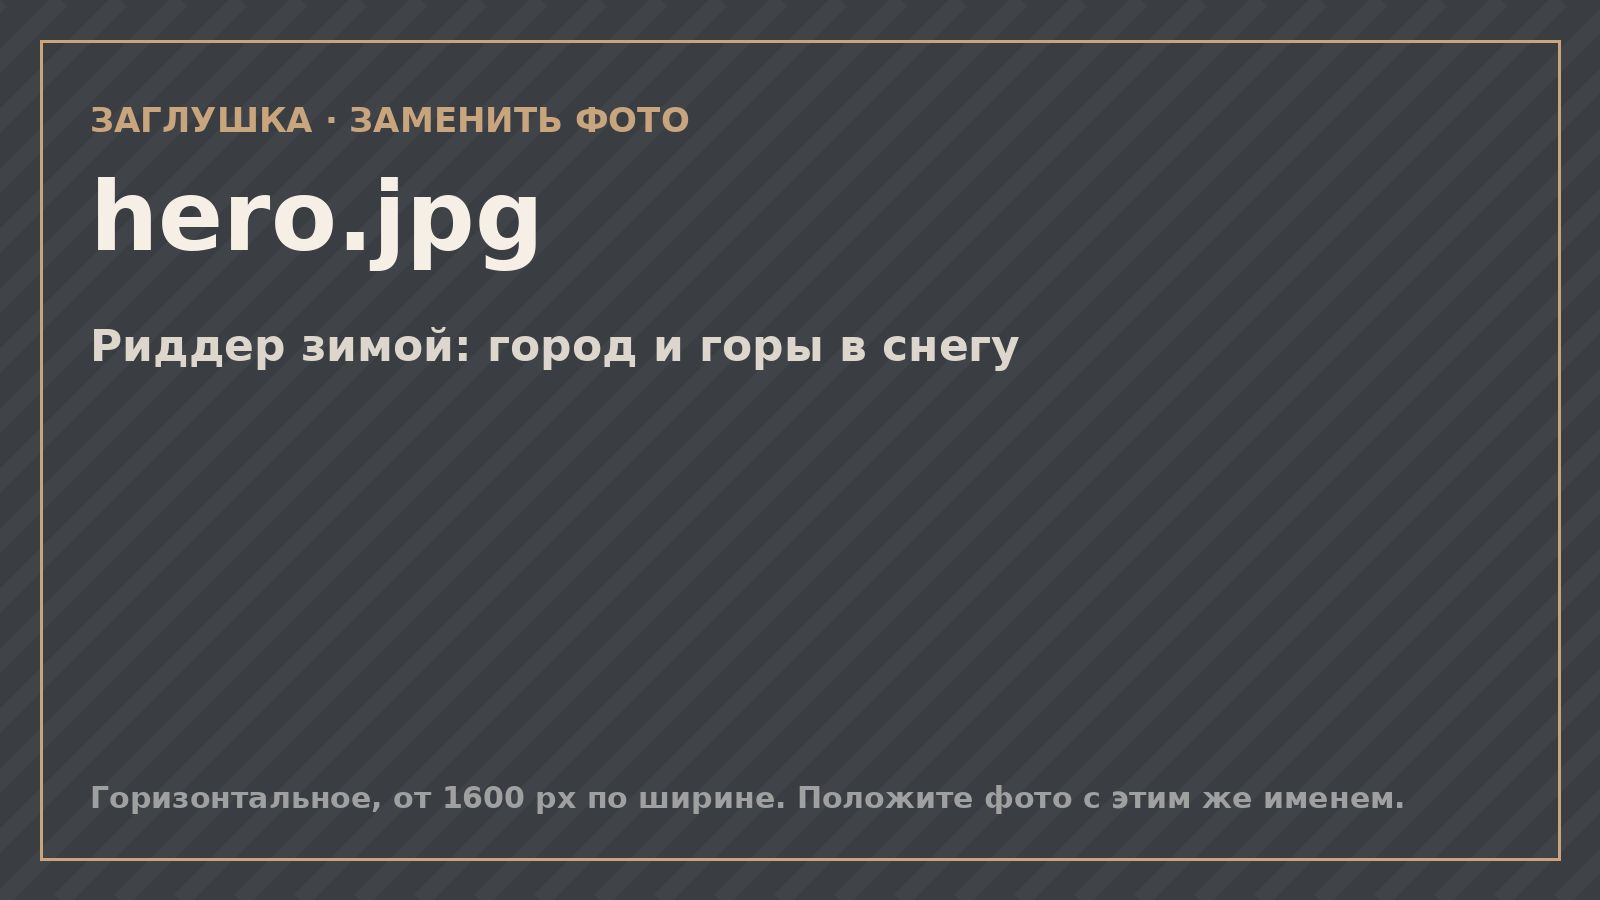 ЗАГЛУШКА · ЗАМЕНИТЬ ФОТО
hero.jpg
Риддер зимой: город и горы в снегу
Горизонтальное, от 1600 px по ширине. Положите фото с этим же именем.